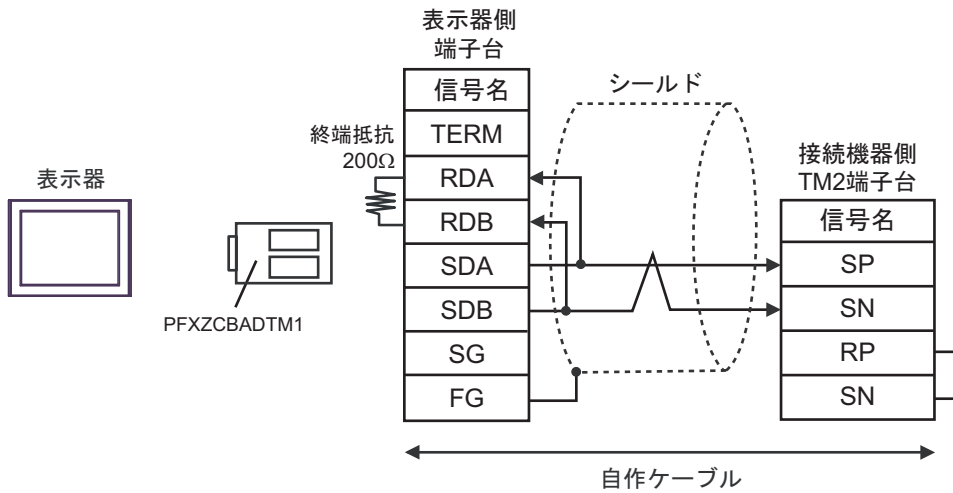 表示器
PFXZCBADTM1
終端抵抗
200Ω
表示器側
端子台
信号名
TERM
RDA
RDB
SDA
SDB
SG
FG
シールド
接続機器側
TM2端子台
信号名
SP
SN
RP
SN
自作ケーブル